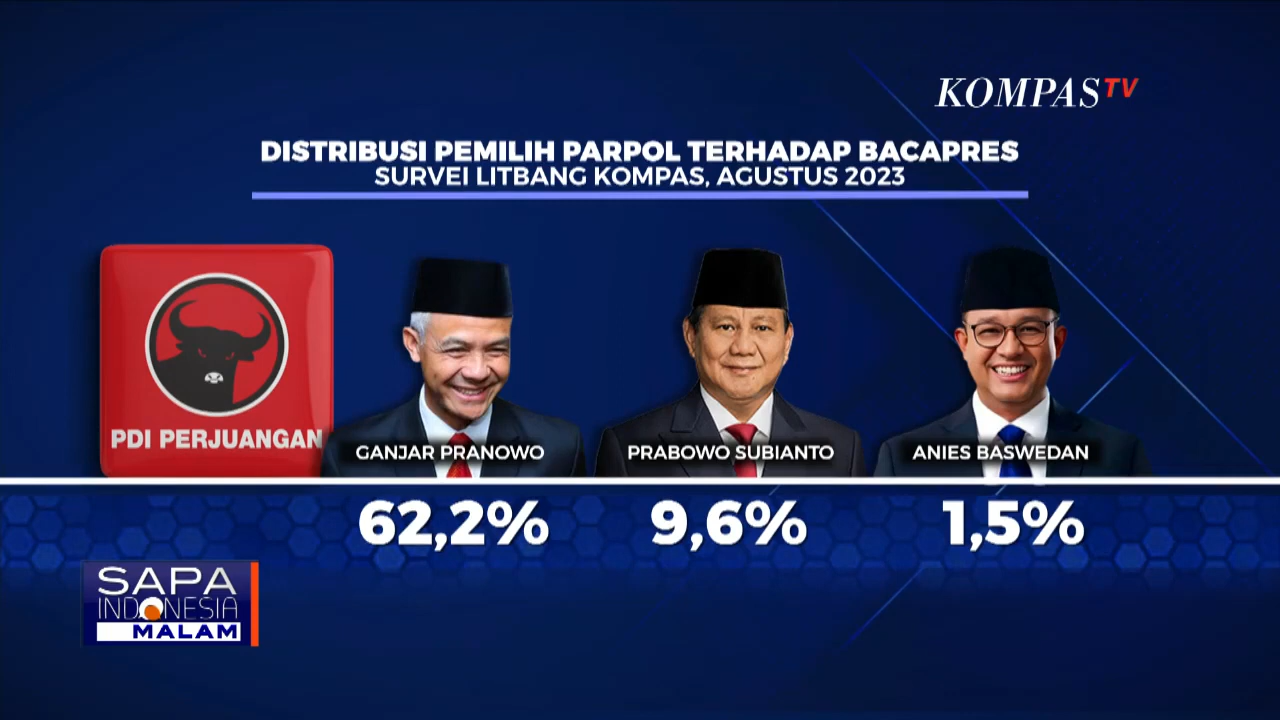 KOMPASTV
DISTRIBUSI PEMILIH PARPOL TERHADAP BACAPRES
SURVEI LITBANG KOMPAS, AGUSTUS 2023
PDI PERJUANGAN
GANJAR PRANOWO
PRABOWO SUBIANTO
ANIES BASWEDAN
62,2%
9,6%
1,5%
SAPA
INDONESIA
MALAM